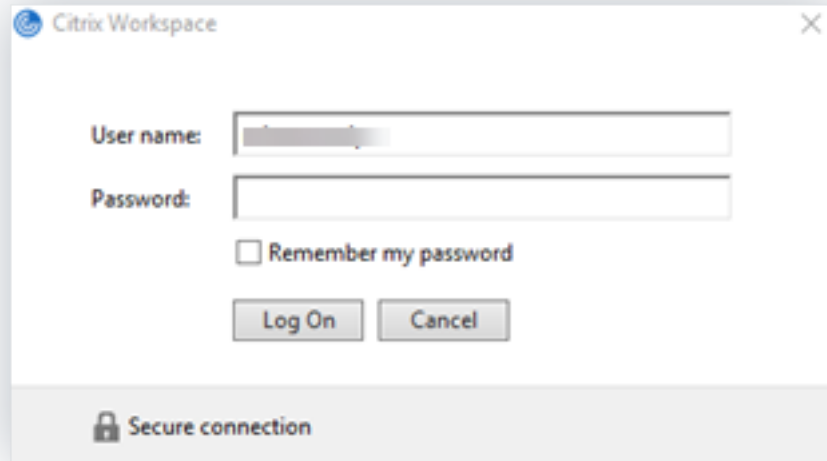 Citrix Workspace
User name:
Password:
Remember my password
Log On Cancel
Secure connection